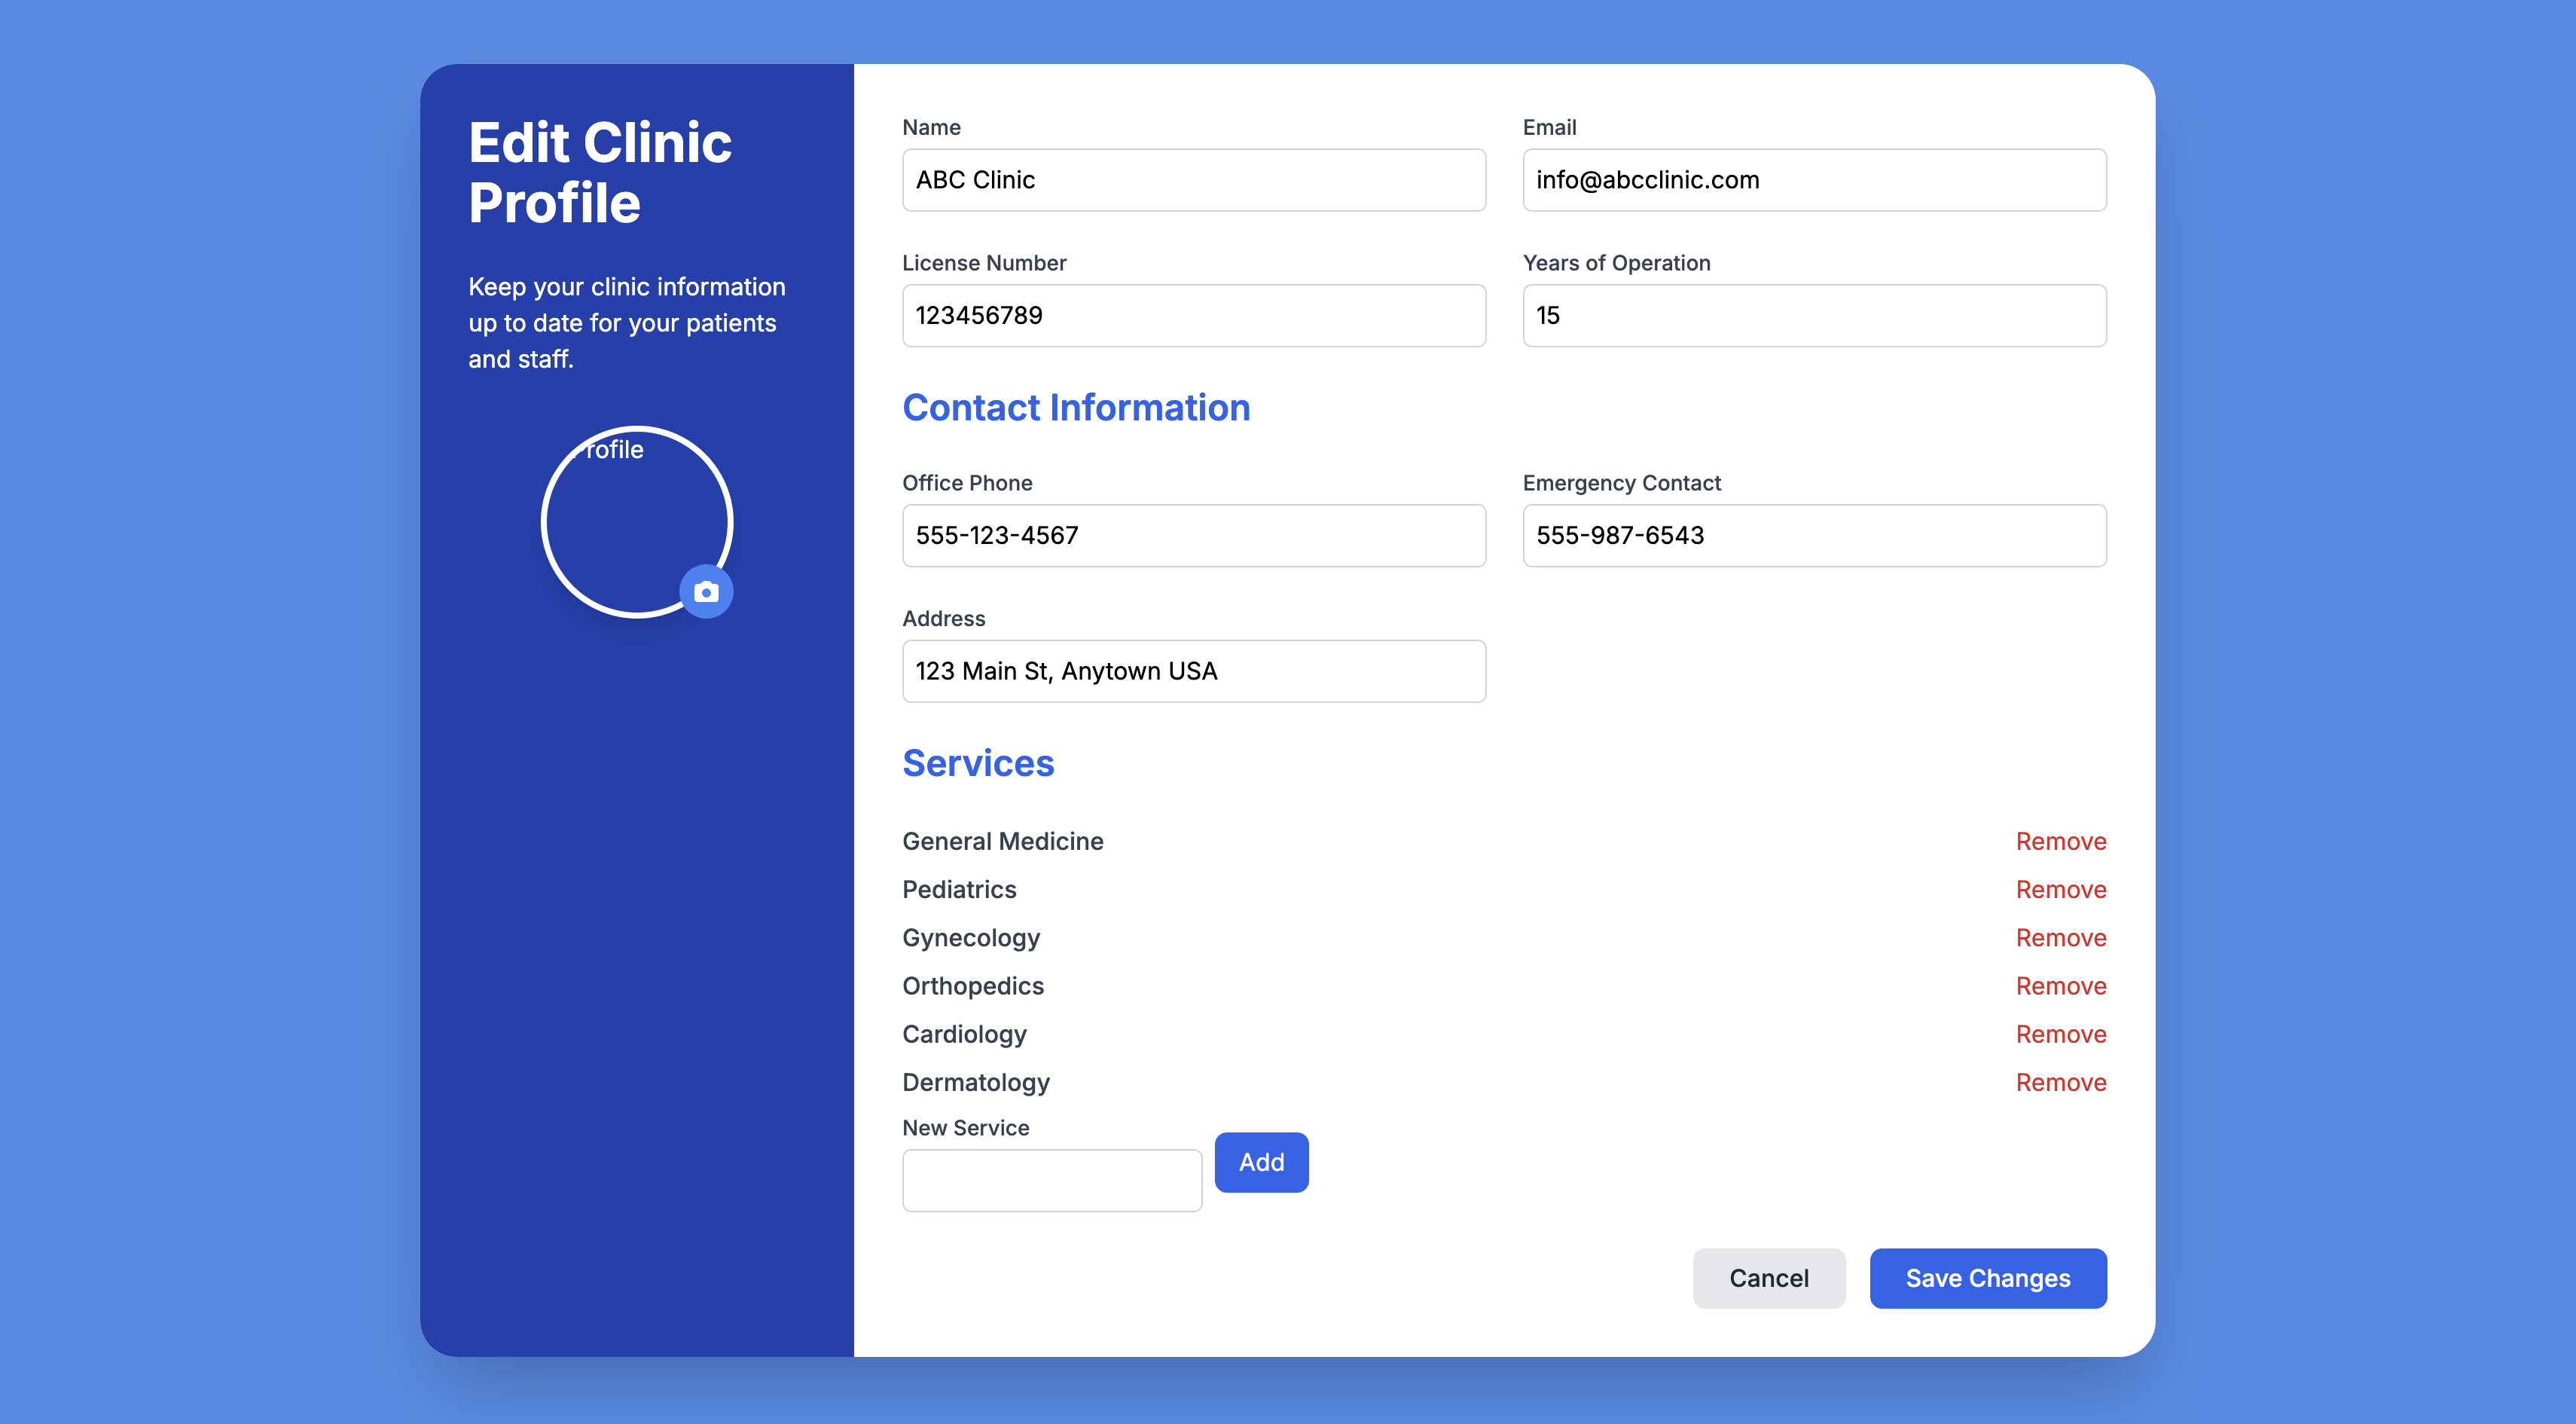 Edit Clinic
Profile
Keep your clinic information
up to date for your patients
and staff.
Profile
Name
Email
ABC Clinic
info@abcclinic.com
License Number
Years of Operation
123456789
15
Contact Information
Office Phone
Emergency Contact
555-123-4567
555-987-6543
Address
123 Main St, Anytown USA
Services
General Medicine
Remove
Pediatrics
Remove
Gynecology
Remove
Orthopedics
Remove
Cardiology
Remove
Dermatology
Remove
New Service
Add
Cancel
Save Changes